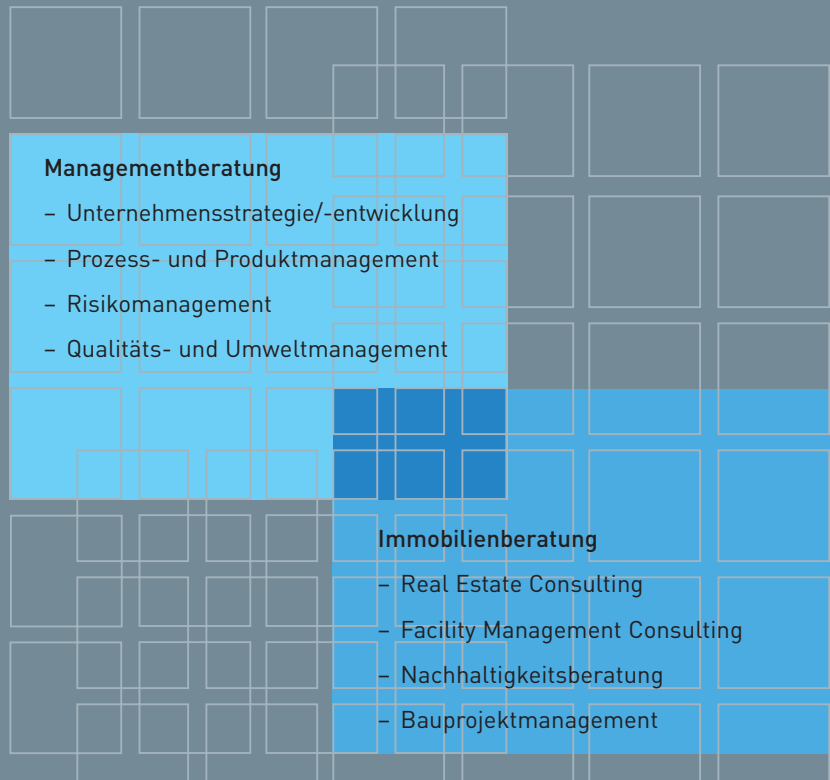 Managementberatung
– Unternehmensstrategie/-entwicklung
– Prozess- und Produktmanagement
– Risikomanagement
– Qualitäts- und Umweltmanagement
Immobilienberatung
– Real Estate Consulting
– Facility Management Consulting
– Nachhaltigkeitsberatung
– Bauprojektmanagement